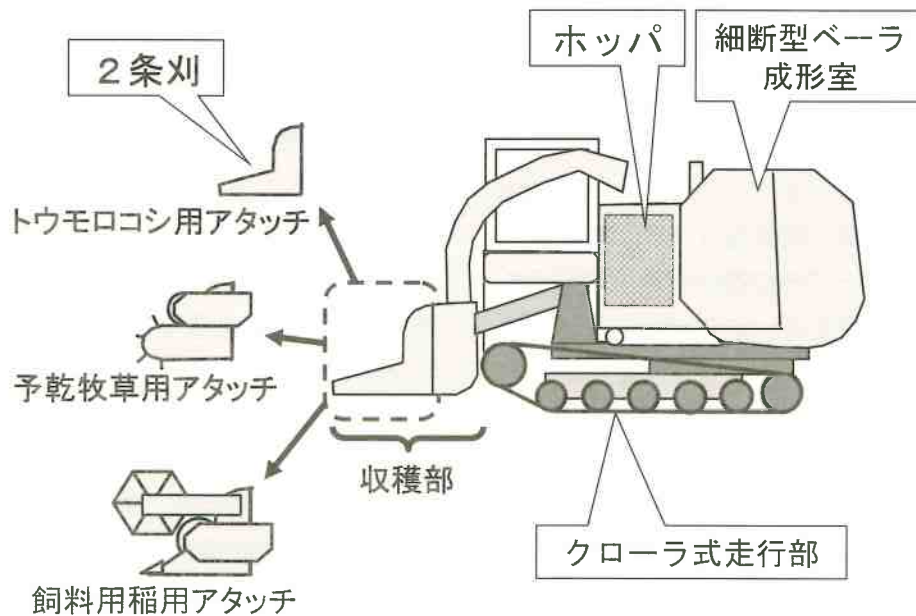 ２条刈
ホッパ
細断型ベーラ
成形室
トウモロコシ用アタッチ
予乾牧草用アタッチ
収穫部
クローラ式走行部
飼料用稲用アタッチ